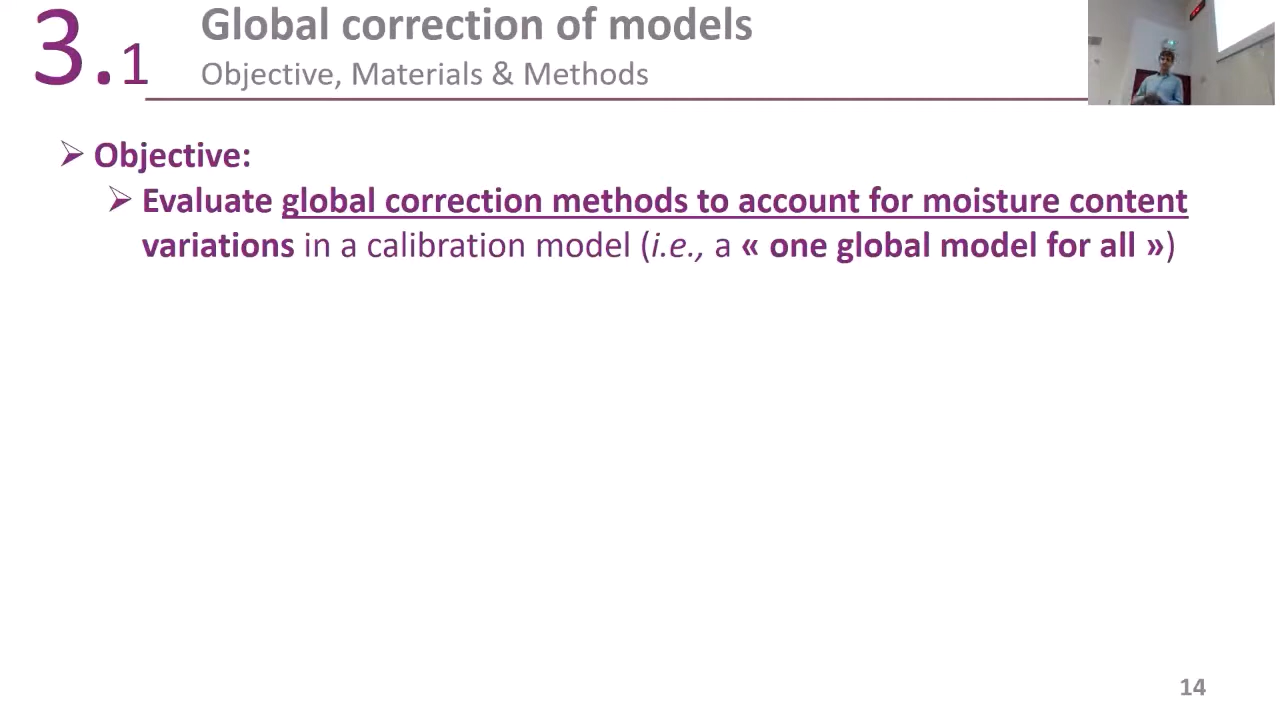 3.1
Global correction of models
Objective, Materials & Methods
➢ Objective:
➢ Evaluate global correction methods to account for moisture content
variations in a calibration model (i.e., a « one global model for all »)
14